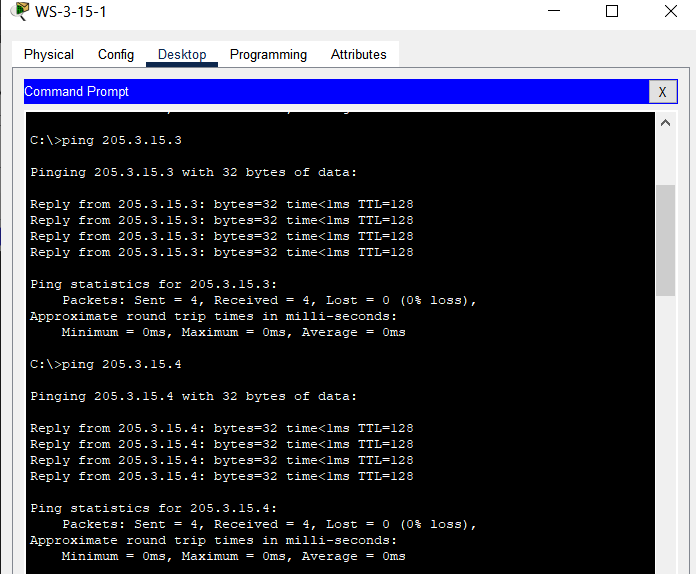 WS-3-15-1
Physical Config Desktop Programming Attributes
Command Prompt X
C:\>ping 205.3.15.3
Pinging 205.3.15.3 with 32 bytes of data:
Reply from 205.3.15.3: bytes=32 time<1ms TTL=128
Reply from 205.3.15.3: bytes=32 time<1ms TTL=128
Reply from 205.3.15.3: bytes=32 time<1ms TTL=128
Reply from 205.3.15.3: bytes=32 time<1ms TTL=128
Ping statistics for 205.3.15.3:
Packets: Sent = 4, Received = 4, Lost = 0 (0% loss),
Approximate round trip times in milli-seconds:
Minimum = 0ms, Maximum = 0ms, Average = 0ms
C:\>ping 205.3.15.4
Pinging 205.3.15.4 with 32 bytes of data:
Reply from 205.3.15.4: bytes=32 time<1ms TTL=128
Reply from 205.3.15.4: bytes=32 time<1ms TTL=128
Reply from 205.3.15.4: bytes=32 time<1ms TTL=128
Reply from 205.3.15.4: bytes=32 time<1ms TTL=128
Ping statistics for 205.3.15.4:
Packets: Sent = 4, Received = 4, Lost = 0 (0% loss),
Approximate round trip times in milli-seconds:
Minimum = 0ms, Maximum = 0ms, Average = 0ms